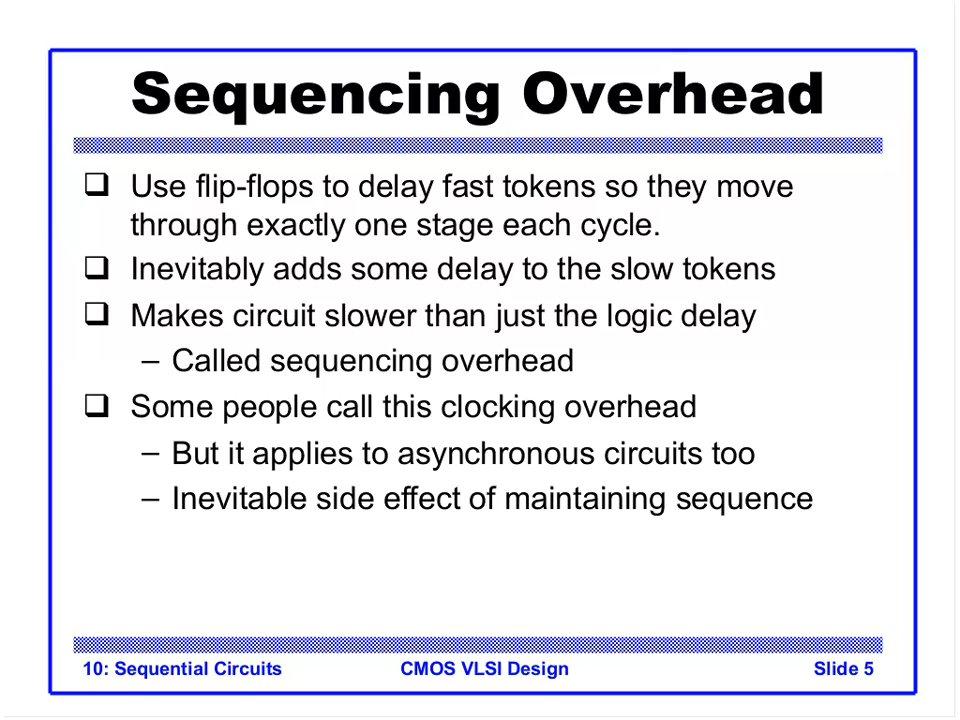 Sequencing Overhead
❑ Use flip-flops to delay fast tokens so they move
through exactly one stage each cycle.
❑ Inevitably adds some delay to the slow tokens
❑ Makes circuit slower than just the logic delay
– Called sequencing overhead
❑ Some people call this clocking overhead
– But it applies to asynchronous circuits too
– Inevitable side effect of maintaining sequence
10: Sequential Circuits CMOS VLSI Design Slide 5